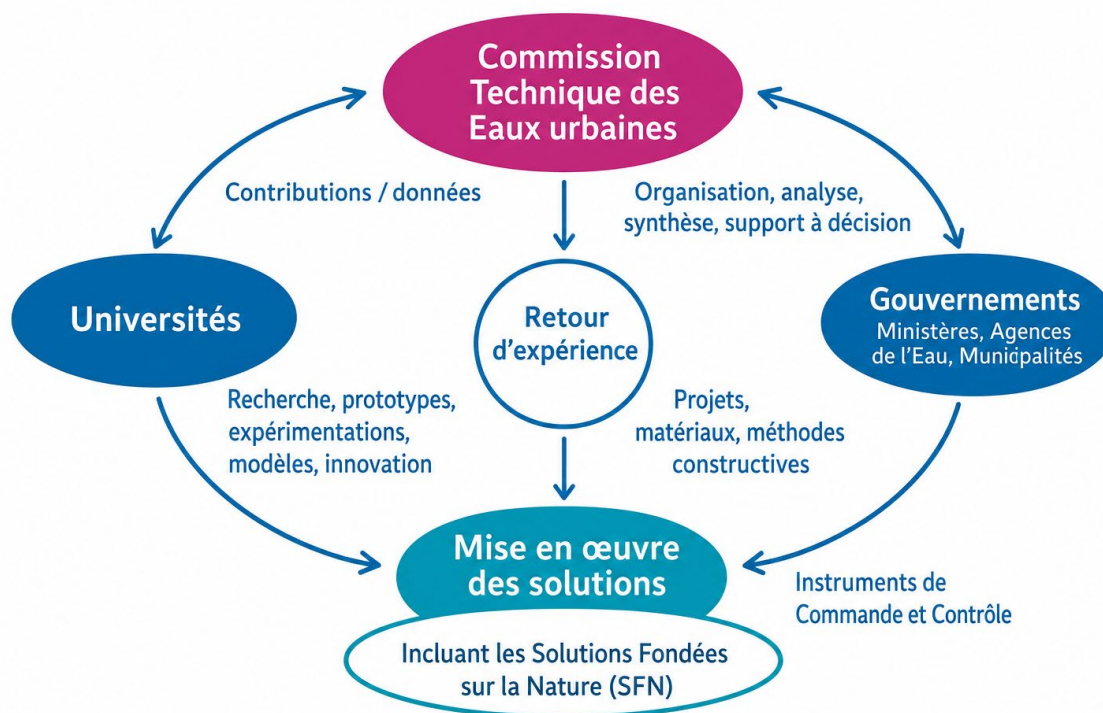 Commission
Technique des
Eaux urbaines
Contributions / données
Organisation, analyse,
synthèse, support à décision
Universités
Retour
d'expérience
Gouvernements
Ministères, Agences
de l'Eau, Municipalités
Recherche, prototypes,
expérimentations,
modèles, innovation
Projets,
matériaux, méthodes
constructives
Mise en œuvre
des solutions
Instruments de
Commande et Contrôle
Incluant les Solutions Fondées
sur la Nature (SFN)